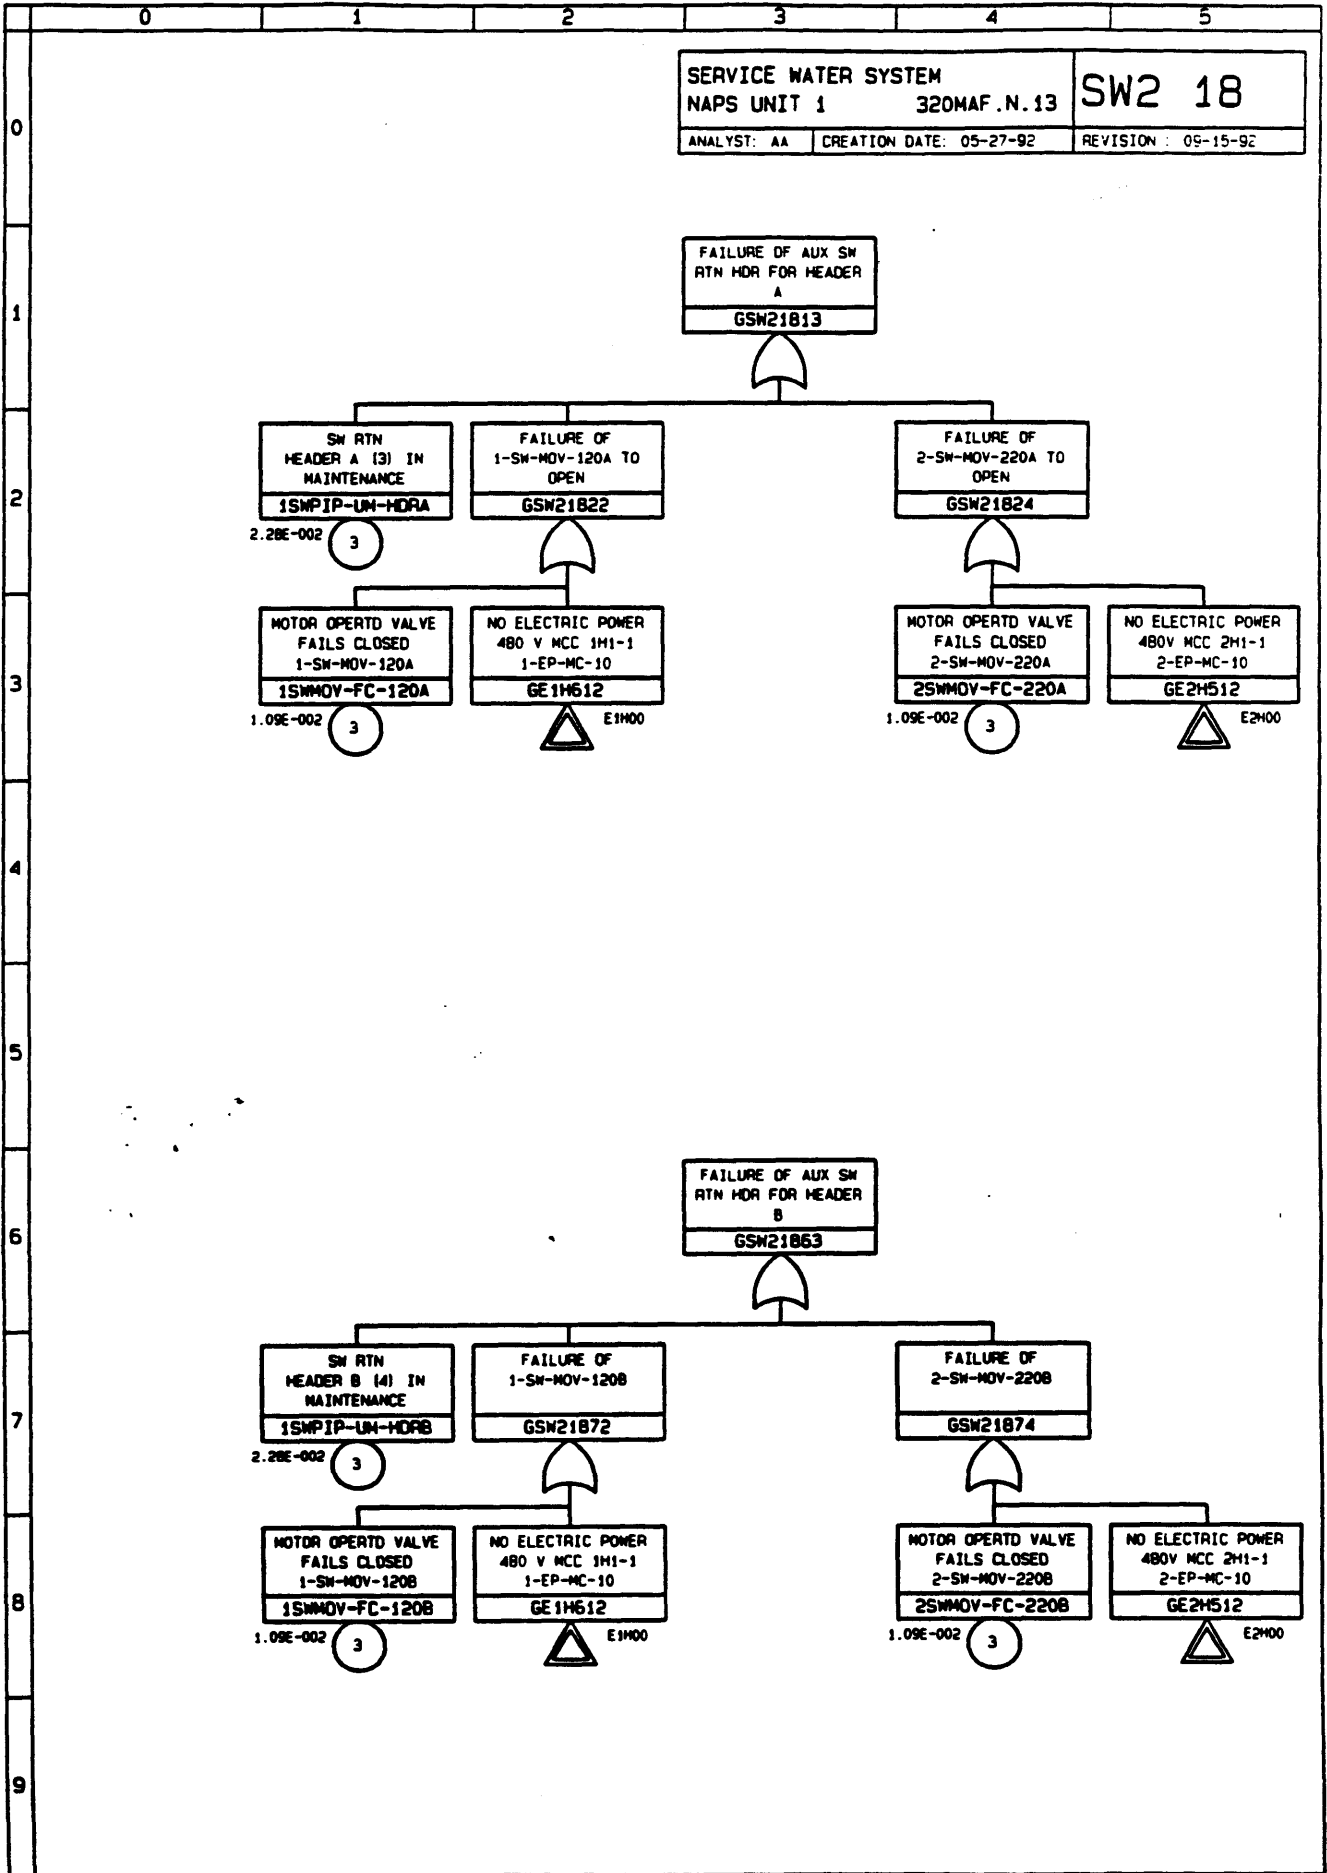 0 1 2 3 4 5
SERVICE WATER SYSTEM
NAPS UNIT 1 320MAF.N.13
SW2 18
ANALYST: AA CREATION DATE: 05-27-92 REVISION : 09-15-92
0
FAILURE OF AUX SW
RTN HDR FOR HEADER
A
GSW21813
1
SW RTN
HEADER A (3) IN
MAINTENANCE
1SWPIP-UM-HDRA
2.28E-002
3
FAILURE OF
1-SW-MOV-120A TO
OPEN
GSW21822
FAILURE OF
2-SW-MOV-220A TO
OPEN
GSW21824
2
MOTOR OPERTD VALVE
FAILS CLOSED
1-SW-MOV-120A
1SWMOV-FC-120A
1.09E-002
3
NO ELECTRIC POWER
480 V MCC 1H1-1
1-EP-MC-10
GE1H612
E1H00
MOTOR OPERTD VALVE
FAILS CLOSED
2-SW-MOV-220A
2SWMOV-FC-220A
1.09E-002
3
NO ELECTRIC POWER
480V MCC 2H1-1
2-EP-MC-10
GE2H512
E2H00
3
4
5
FAILURE OF AUX SW
RTN HDR FOR HEADER
B
GSW21863
6
SW RTN
HEADER B (4) IN
MAINTENANCE
1SWPIP-UM-HDRB
2.28E-002
3
FAILURE OF
1-SW-MOV-120B
GSW21872
FAILURE OF
2-SW-MOV-220B
GSW21874
7
MOTOR OPERTD VALVE
FAILS CLOSED
1-SW-MOV-120B
1SWMOV-FC-120B
1.09E-002
3
NO ELECTRIC POWER
480 V MCC 1H1-1
1-EP-MC-10
GE1H612
E1H00
MOTOR OPERTD VALVE
FAILS CLOSED
2-SW-MOV-220B
2SWMOV-FC-220B
1.09E-002
3
NO ELECTRIC POWER
480V MCC 2H1-1
2-EP-MC-10
GE2H512
E2H00
8
9